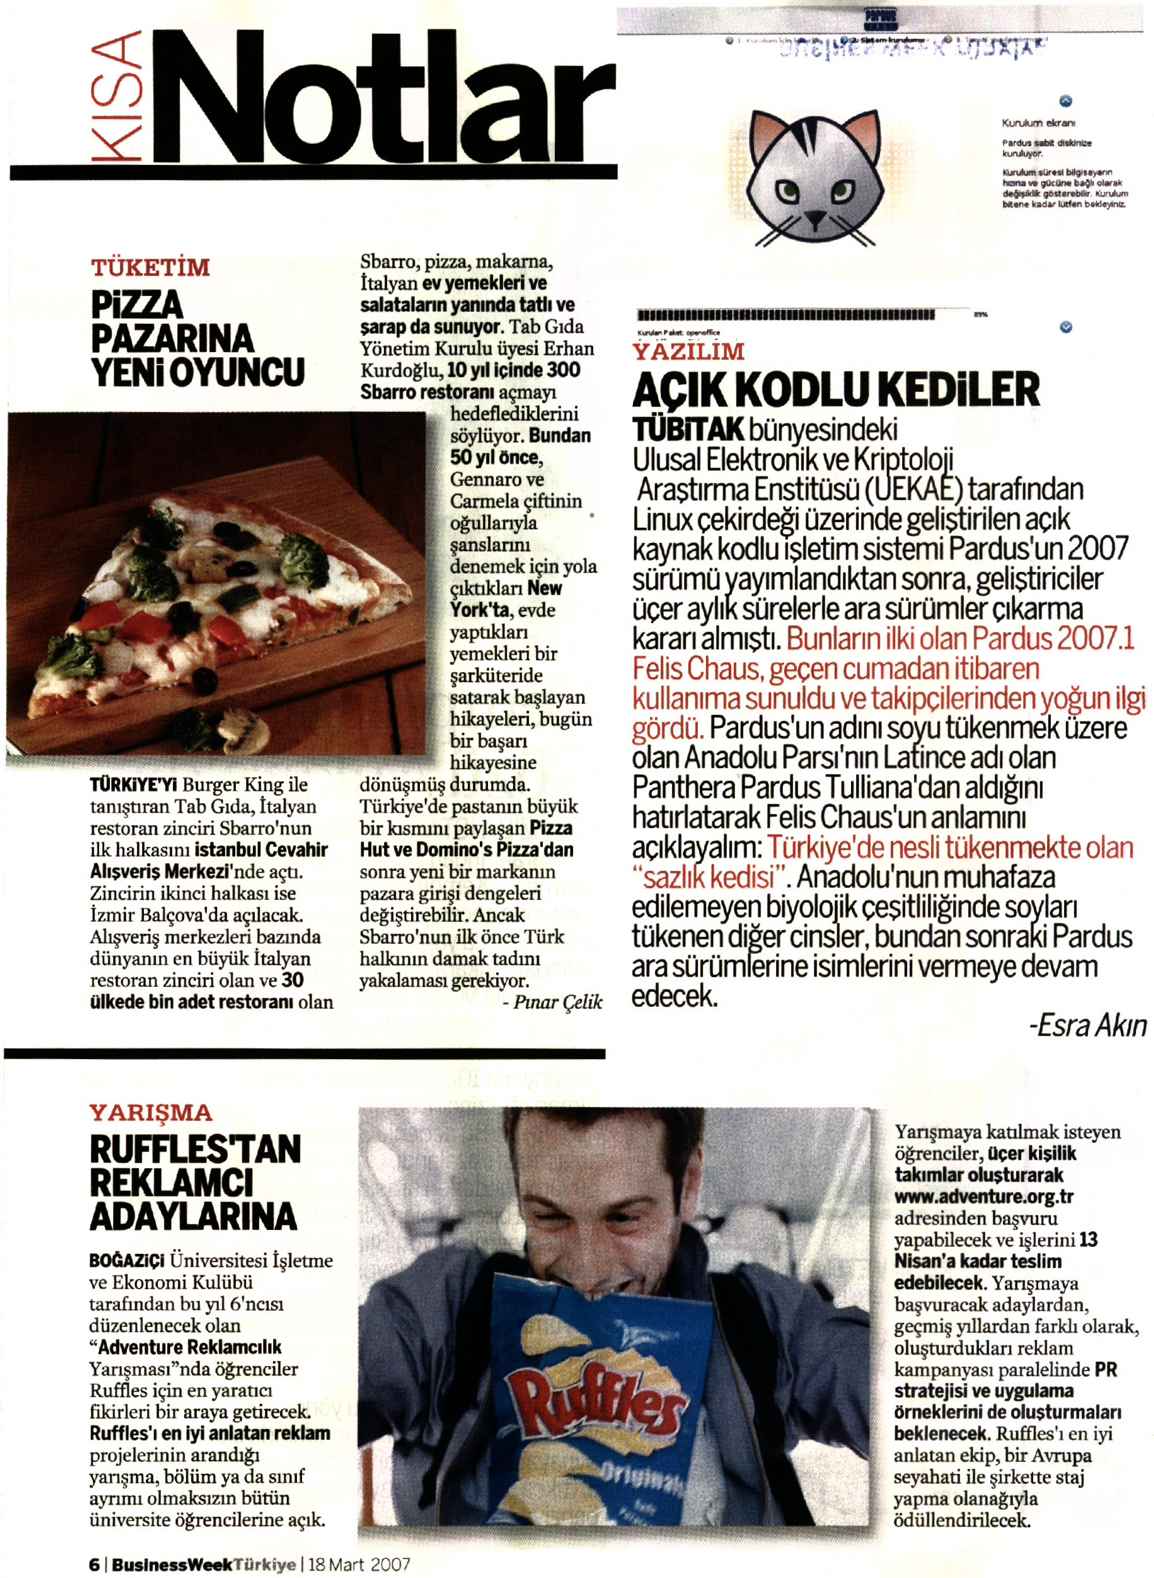 KISA
Notlar
Kurulum ekranı
Pardus sabit diskinize
kuruluyor.
Kurulum süresi bilgisayarın
hızına ve gücüne bağlı olarak
değişiklik gösterebilir. Kurulum
bitene kadar lütfen bekleyiniz.
89%
Kurulan Paket: openoffice
TÜKETİM
PiZZA
PAZARINA
YENi OYUNCU
TÜRKiYE'Yi Burger King ile
tanıştıran Tab Gıda, İtalyan
restoran zinciri Sbarro'nun
ilk halkasını istanbul Cevahir
Alışveriş Merkezi'nde açtı.
Zincirin ikinci halkası ise
İzmir Balçova'da açılacak.
Alışveriş merkezleri bazında
dünyanın en büyük İtalyan
restoran zinciri olan ve 30
ülkede bin adet restoranı olan
Sbarro, pizza, makarna,
İtalyan ev yemekleri ve
salataların yanında tatlı ve
şarap da sunuyor. Tab Gıda
Yönetim Kurulu üyesi Erhan
Kurdoğlu, 10 yıl içinde 300
Sbarro restoranı açmayı
hedeflediklerini
söylüyor. Bundan
50 yıl önce,
Gennaro ve
Carmela çiftinin
oğullarıyla
şanslarını
denemek için yola
çıktıkları New
York'ta, evde
yaptıkları
yemekleri bir
şarküteride
satarak başlayan
hikayeleri, bugün
bir başarı
hikayesine
dönüşmüş durumda.
Türkiye'de pastanın büyük
bir kısmını paylaşan Pizza
Hut ve Domino's Pizza'dan
sonra yeni bir markanın
pazara girişi dengeleri
değiştirebilir. Ancak
Sbarro'nun ilk önce Türk
halkının damak tadını
yakalaması gerekiyor.
- Pınar Çelik
YAZILIM
AÇIK KODLU KEDiLER
TÜBiTAK bünyesindeki
Ulusal Elektronik ve Kriptoloji
Araştırma Enstitüsü (UEKAE) tarafından
Linux çekirdeği üzerinde geliştirilen açık
kaynak kodlu işletim sistemi Pardus'un 2007
sürümü yayımlandıktan sonra, geliştiriciler
üçer aylık sürelerle ara sürümler çıkarma
kararı almıştı. Bunların ilki olan Pardus 2007.1
Felis Chaus, geçen cumadan itibaren
kullanıma sunuldu ve takipçilerinden yoğun ilgi
gördü. Pardus'un adını soyu tükenmek üzere
olan Anadolu Parsı'nın Latince adı olan
Panthera Pardus Tulliana'dan aldığını
hatırlatarak Felis Chaus'un anlamını
açıklayalım: Türkiye'de nesli tükenmekte olan
“sazlık kedisi”. Anadolu'nun muhafaza
edilemeyen biyolojik çeşitliliğinde soyları
tükenen diğer cinsler, bundan sonraki Pardus
ara sürümlerine isimlerini vermeye devam
edecek.
-Esra Akın
YARIŞMA
RUFFLES'TAN
REKLAMCI
ADAYLARINA
BOĞAZiÇi Üniversitesi İşletme
ve Ekonomi Kulübü
tarafından bu yıl 6'ncısı
düzenlenecek olan
“Adventure Reklamcılık
Yarışması”nda öğrenciler
Ruffles için en yaratıcı
fikirleri bir araya getirecek.
Ruffles'ı en iyi anlatan reklam
projelerinin arandığı
yarışma, bölüm ya da sınıf
ayrımı olmaksızın bütün
üniversite öğrencilerine açık.
Ruffles
Original
Yarışmaya katılmak isteyen
öğrenciler, üçer kişilik
takımlar oluşturarak
www.adventure.org.tr
adresinden başvuru
yapabilecek ve işlerini 13
Nisan'a kadar teslim
edebilecek. Yarışmaya
başvuracak adaylardan,
geçmiş yıllardan farklı olarak,
oluşturdukları reklam
kampanyası paralelinde PR
stratejisi ve uygulama
örneklerini de oluşturmaları
beklenecek. Ruffles'ı en iyi
anlatan ekip, bir Avrupa
seyahati ile şirkette staj
yapma olanağıyla
ödüllendirilecek.
6 | BusinessWeekTürkiye | 18 Mart 2007